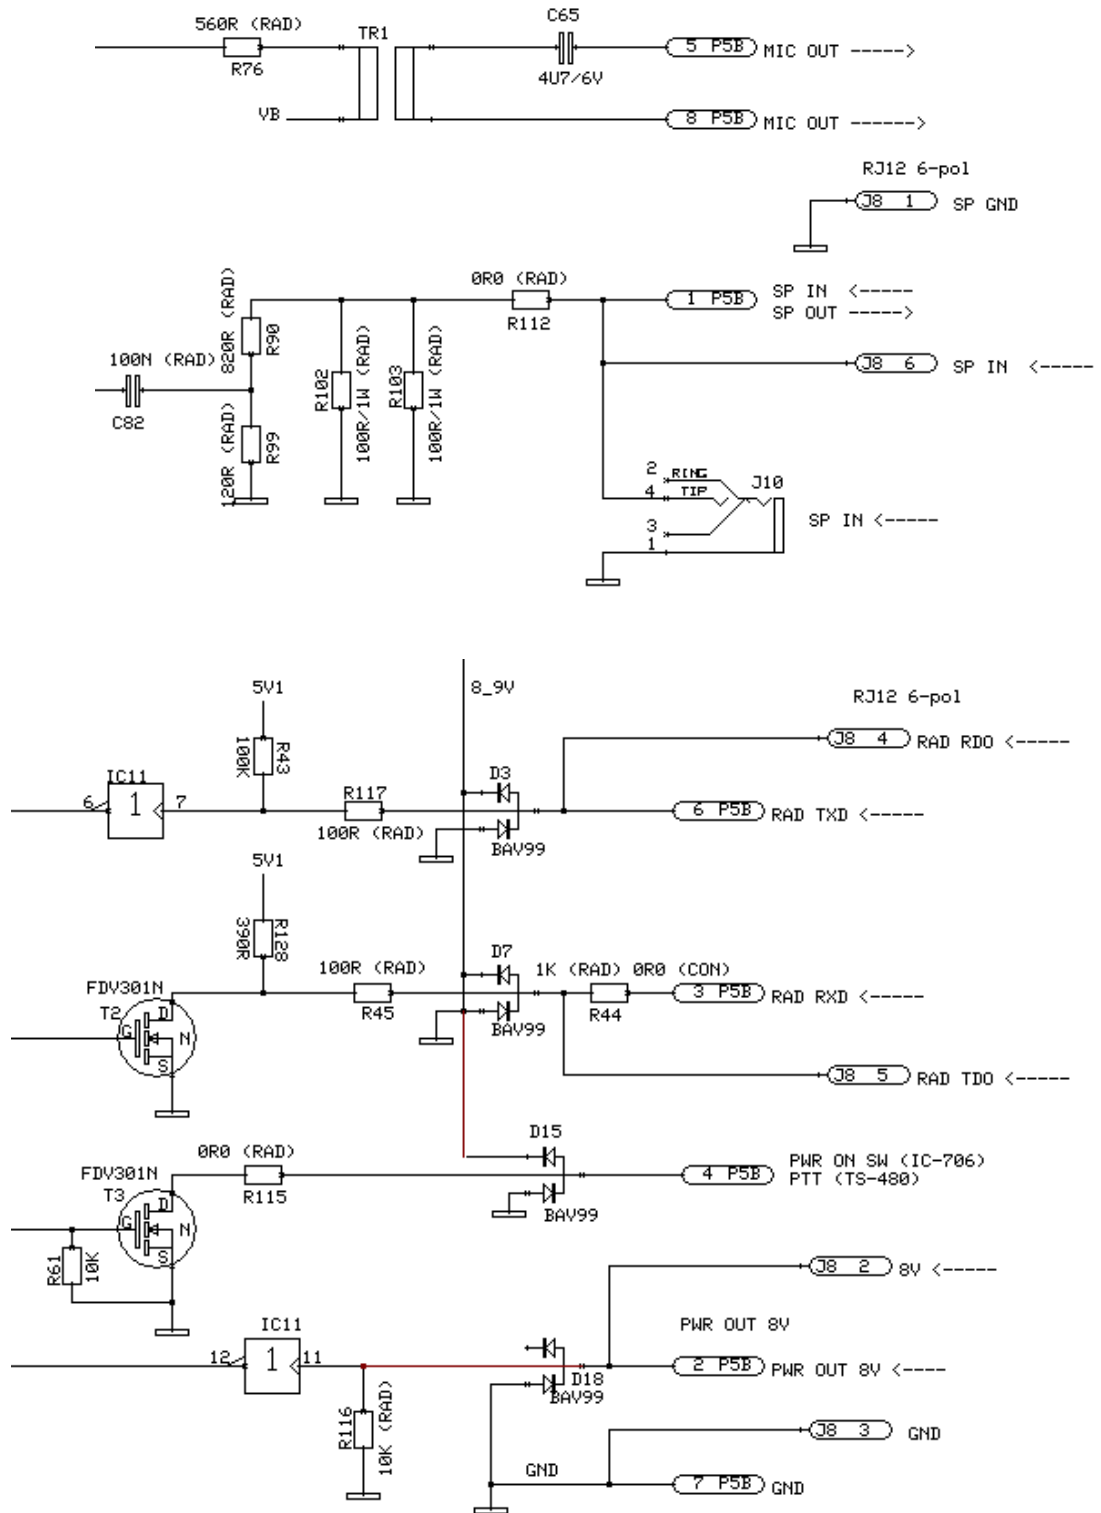 560R (RAD)
R76
TR1
C65
4U7/6V
5 P5B
MIC OUT ----->
VB
8 P5B
MIC OUT ------>
RJ12 6-pol
J8 1
SP GND
0R0 (RAD)
R112
1 P5B
SP IN <-----
SP OUT ----->
820R (RAD)
R90
100N (RAD)
C82
120R (RAD)
R99
R102
100R/1W (RAD)
R103
100R/1W (RAD)
J8 6
SP IN <-----
2 RING
4 TIP
3
1
J10
SP IN <-----
5V1
8_9V
RJ12 6-pol
R43
100K
J8 4
RAD RDO <-----
IC11
6
1
7
R117
100R (RAD)
D3
BAV99
6 P5B
RAD TXD <-----
5V1
R128
390R
FDV301N
T2
G
D
N
S
100R (RAD)
R45
D7
BAV99
1K (RAD) 0R0 (CON)
R44
3 P5B
RAD RXD <-----
J8 5
RAD TDO <-----
FDV301N
T3
G
D
N
S
0R0 (RAD)
R115
D15
BAV99
4 P5B
PWR ON SW (IC-706)
PTT (TS-480)
R61
10K
J8 2
8V <-----
IC11
12
1
11
PWR OUT 8V
D18
BAV99
2 P5B
PWR OUT 8V <----
R116
10K (RAD)
J8 3
GND
GND
7 P5B
GND